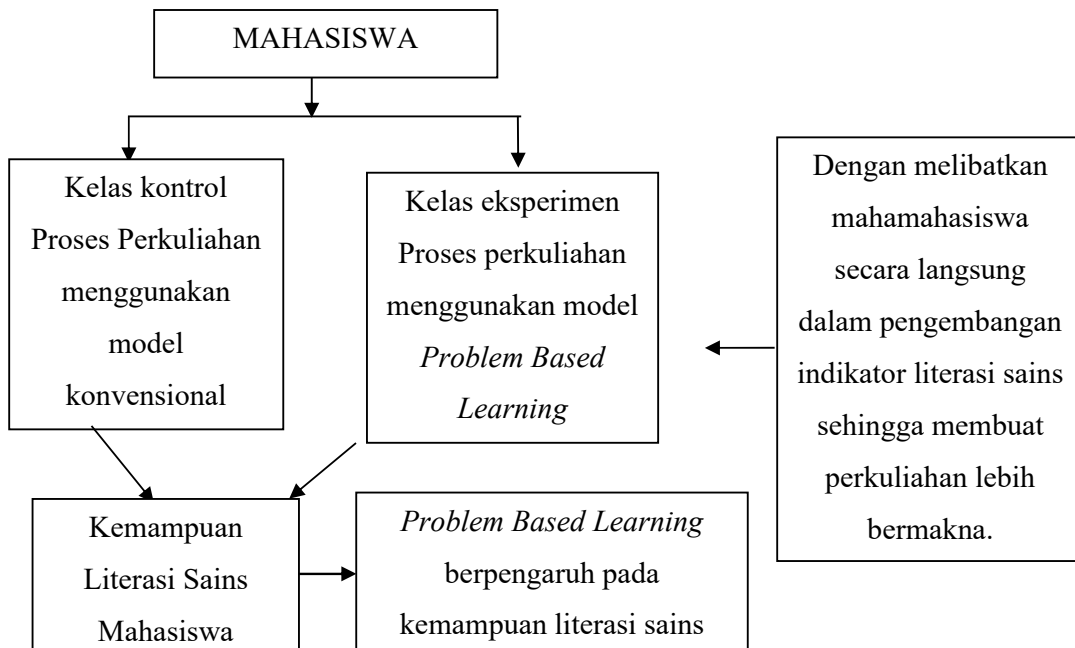 MAHASISWA
Kelas kontrol
Proses Perkuliahan
menggunakan
model
konvensional
Kelas eksperimen
Proses perkuliahan
menggunakan model
Problem Based
Learning
Dengan melibatkan
mahamahasiswa
secara langsung
dalam pengembangan
indikator literasi sains
sehingga membuat
perkuliahan lebih
bermakna.
Kemampuan
Literasi Sains
Mahasiswa
Problem Based Learning
berpengaruh pada
kemampuan literasi sains